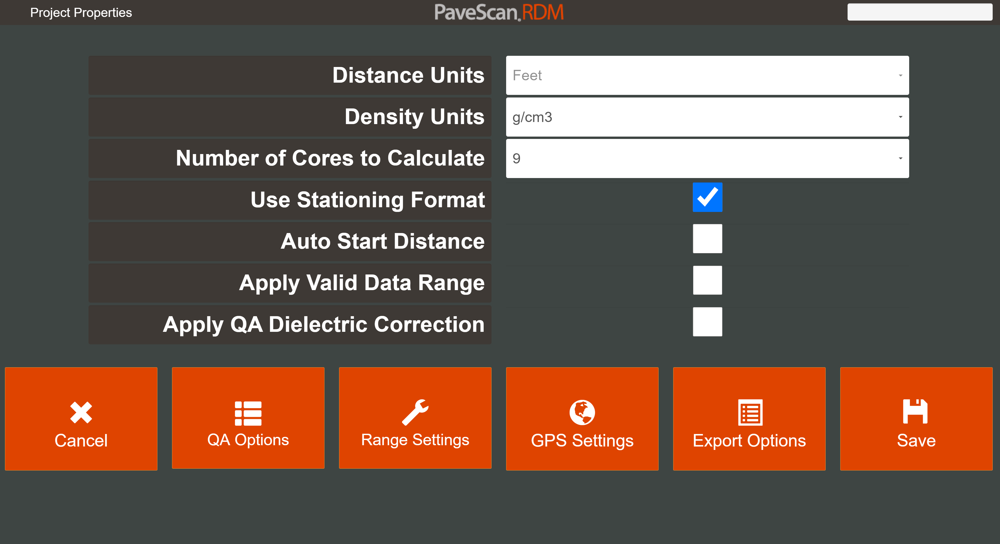 Project Properties
PaveScan®RDM
Distance Units
Feet
Density Units
g/cm3
Number of Cores to Calculate
9
Use Stationing Format
Auto Start Distance
Apply Valid Data Range
Apply QA Dielectric Correction
Cancel
QA Options
Range Settings
GPS Settings
Export Options
Save